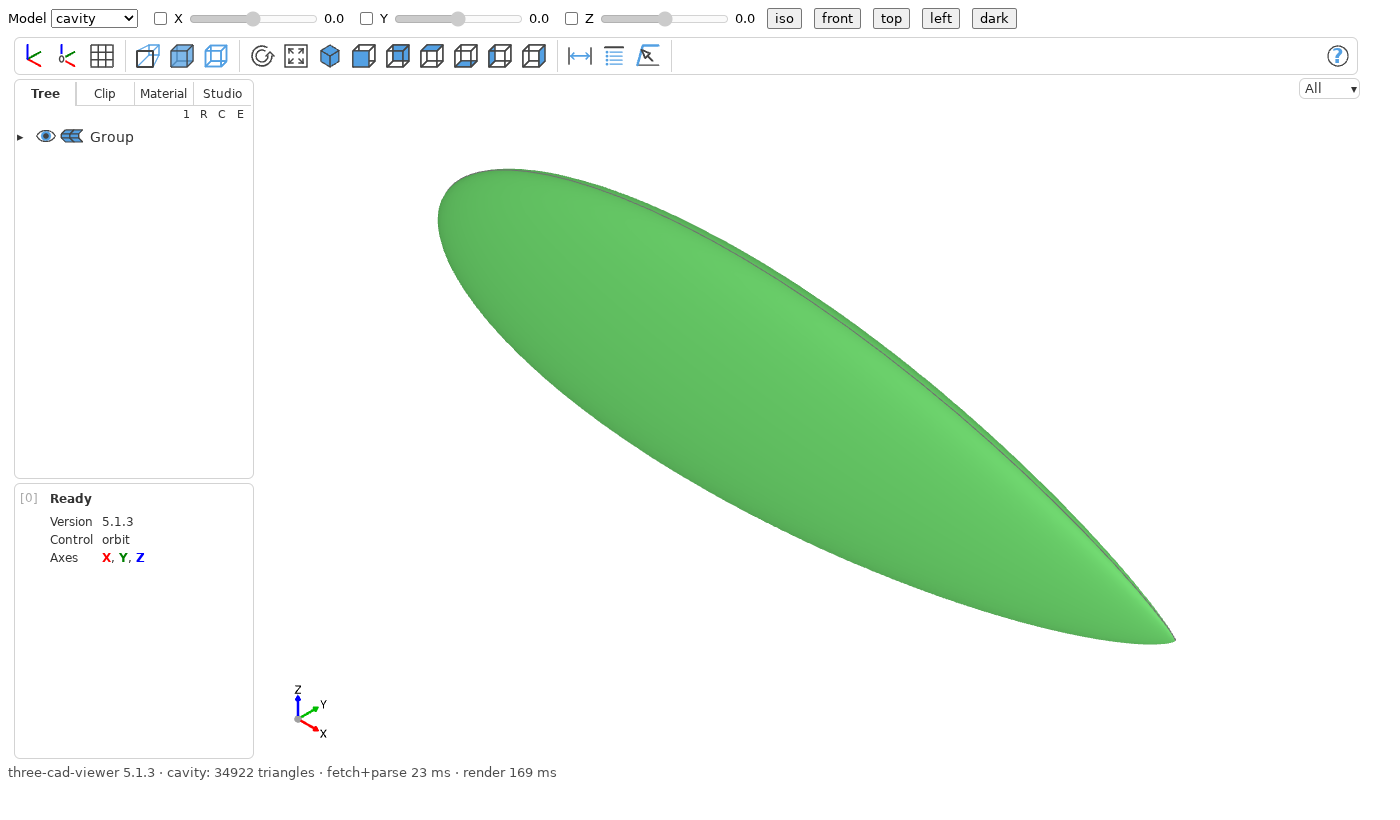 Model cavity X 0.0 Y 0.0 Z 0.0 iso front top left dark
0
?
All
Tree Clip Material Studio
1 R C E
Group
[0] Ready
Version 5.1.3
Control orbit
Axes X, Y, Z
Z
Y
X
three-cad-viewer 5.1.3 · cavity: 34922 triangles · fetch+parse 23 ms · render 169 ms